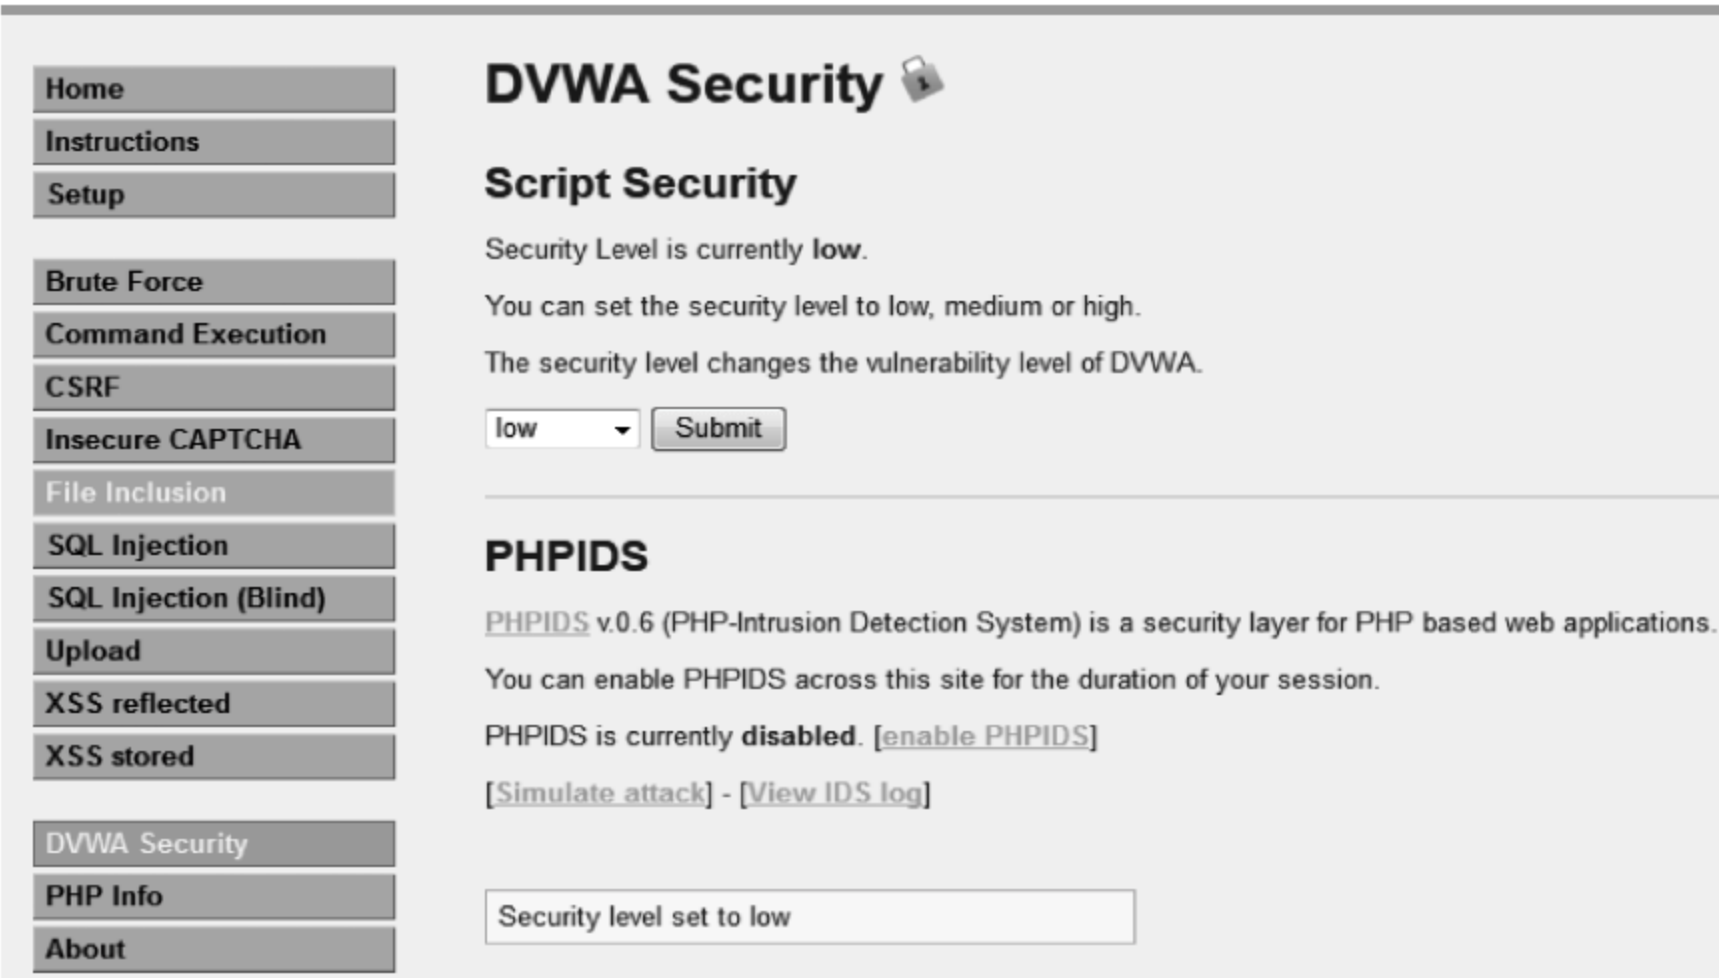 Home
Instructions
Setup
Brute Force
Command Execution
CSRF
Insecure CAPTCHA
File Inclusion
SQL Injection
SQL Injection (Blind)
Upload
XSS reflected
XSS stored
DVWA Security
PHP Info
About
DVWA Security
Script Security
Security Level is currently low.
You can set the security level to low, medium or high.
The security level changes the vulnerability level of DVWA.
low Submit
PHPIDS
PHPIDS v.0.6 (PHP-Intrusion Detection System) is a security layer for PHP based web applications.
You can enable PHPIDS across this site for the duration of your session.
PHPIDS is currently disabled. [enable PHPIDS]
[Simulate attack] - [View IDS log]
Security level set to low